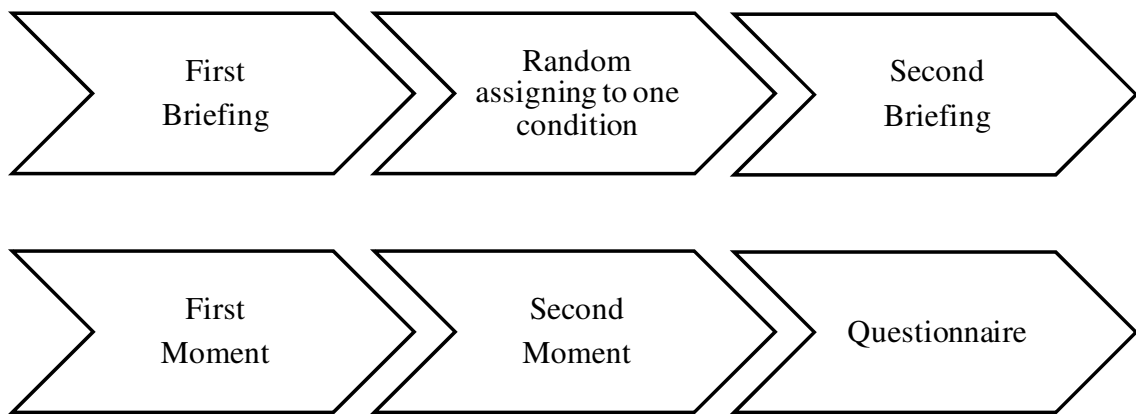 First
Briefing
Random
assigning to one
condition
Second
Briefing
First
Moment
Second
Moment
Questionnaire